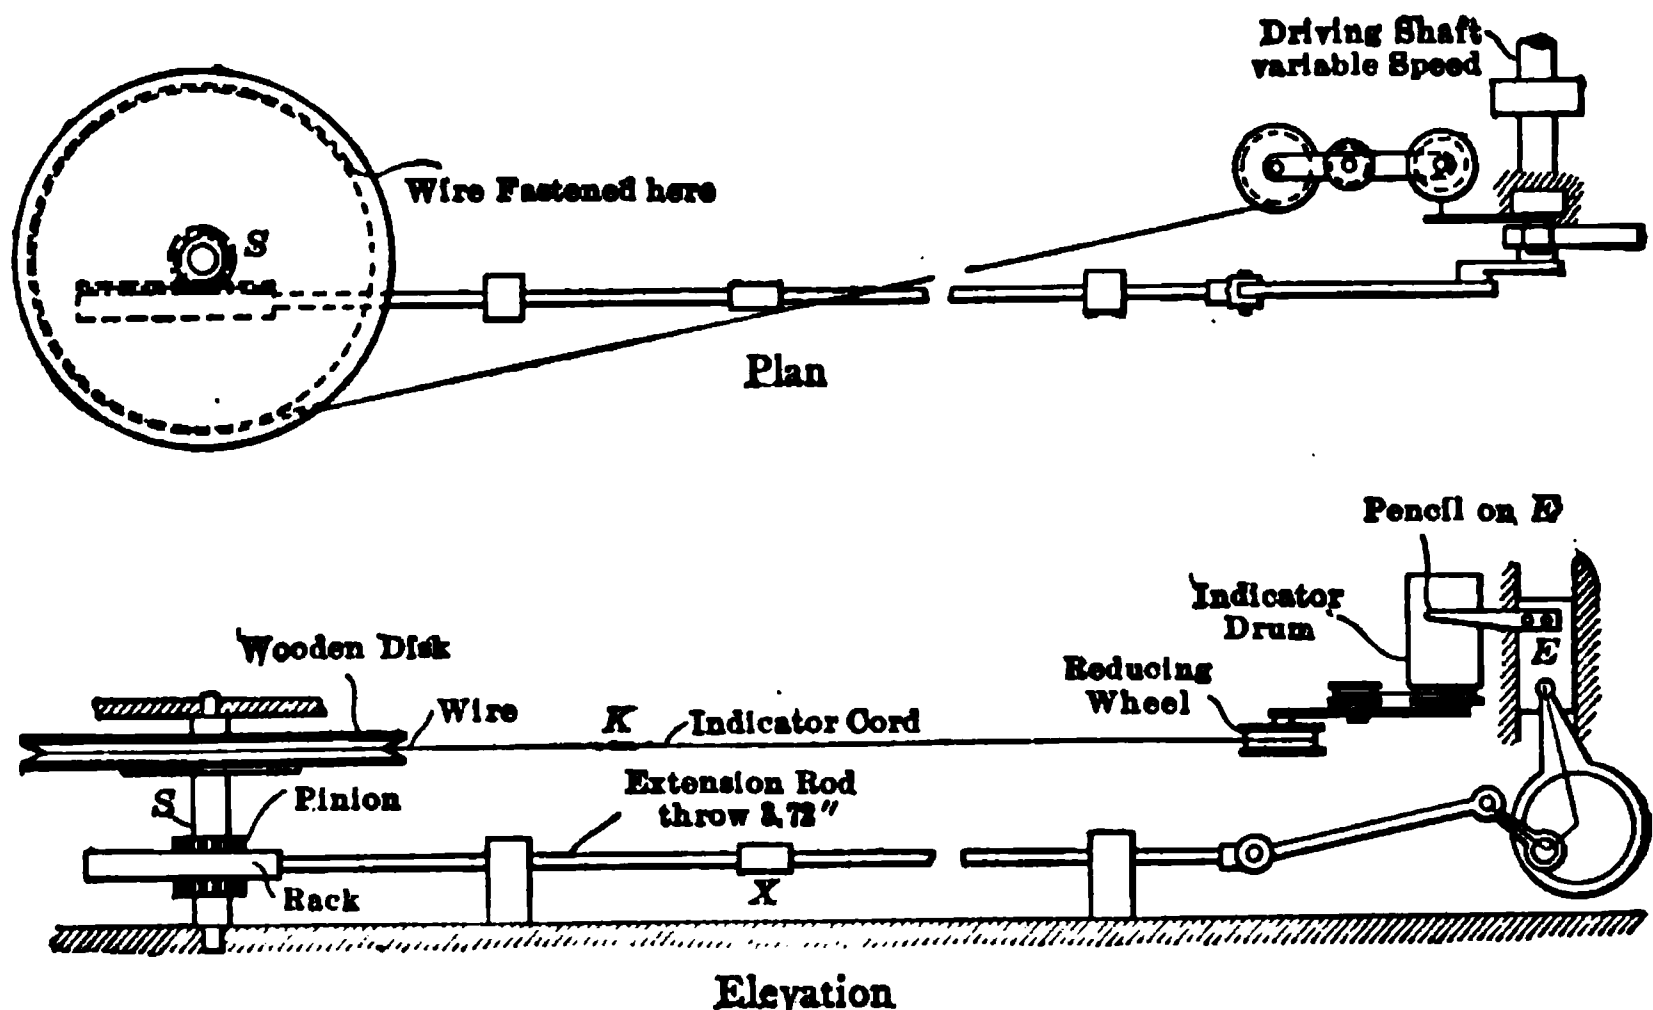 Driving Shaft
variable Speed
Wire Fastened here
S
Plan
Pencil on E
Indicator
Drum
E
Wooden Disk
Reducing
Wheel
Wire
K
Indicator Cord
S
Pinion
Extension Rod
throw 3.72"
X
Rack
Elevation